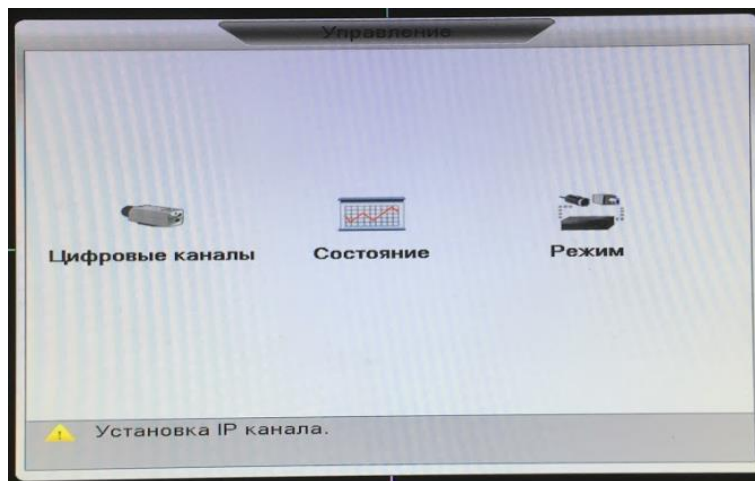 Управление
Цифровые каналы
Состояние
Режим
Установка IP канала.